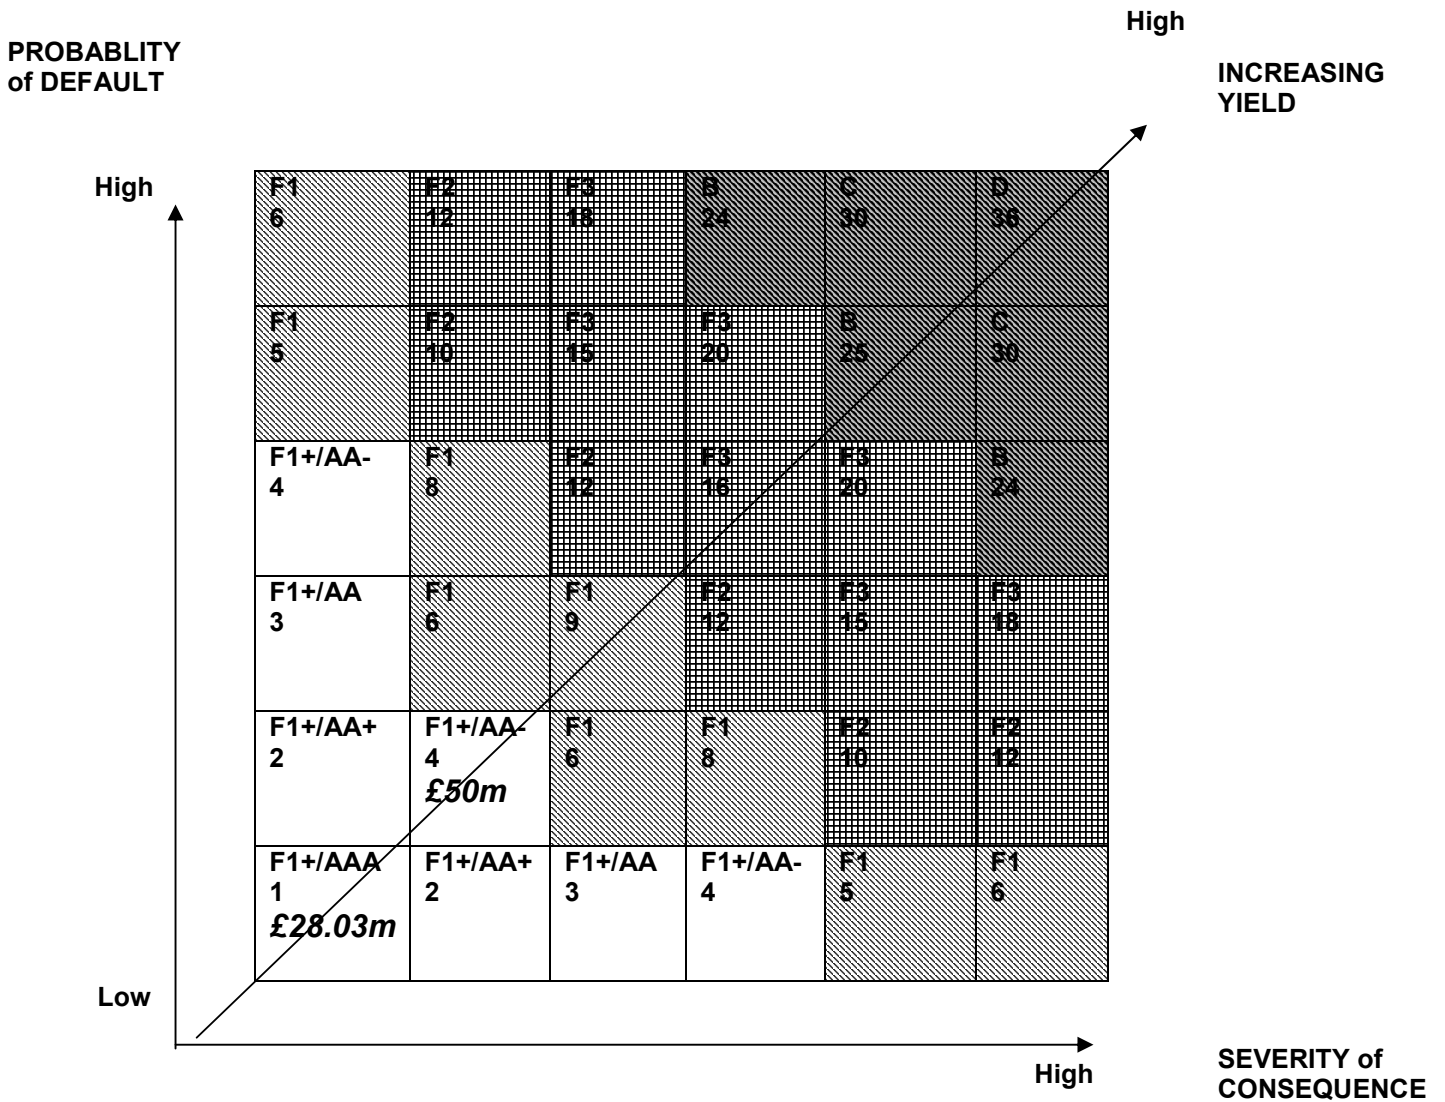 High
PROBABLITY
of DEFAULT
INCREASING
YIELD
High
F1
6
F2
12
F3
18
B
24
C
30
D
36
F1
5
F2
10
F3
15
F3
20
B
25
C
30
F1+/AA-
4
F1
8
F2
12
F3
16
F3
20
B
24
F1+/AA
3
F1
6
F1
9
F2
12
F3
15
F3
18
F1+/AA+
2
F1+/AA-
4
£50m
F1
6
F1
8
F2
10
F2
12
F1+/AAA
1
£28.03m
F1+/AA+
2
F1+/AA
3
F1+/AA-
4
F1
5
F1
6
Low
High
SEVERITY of
CONSEQUENCE